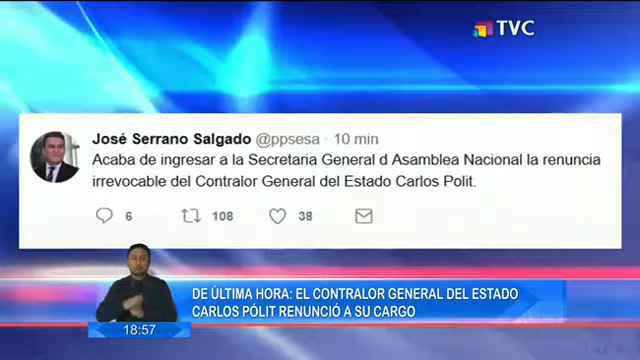 TVC
José Serrano Salgado @ppsesa · 10 min
Acaba de ingresar a la Secretaria General d Asamblea Nacional la renuncia
irrevocable del Contralor General del Estado Carlos Polit.
6 108 38
DE ÚLTIMA HORA: EL CONTRALOR GENERAL DEL ESTADO
CARLOS PÓLIT RENUNCIÓ A SU CARGO
18:57